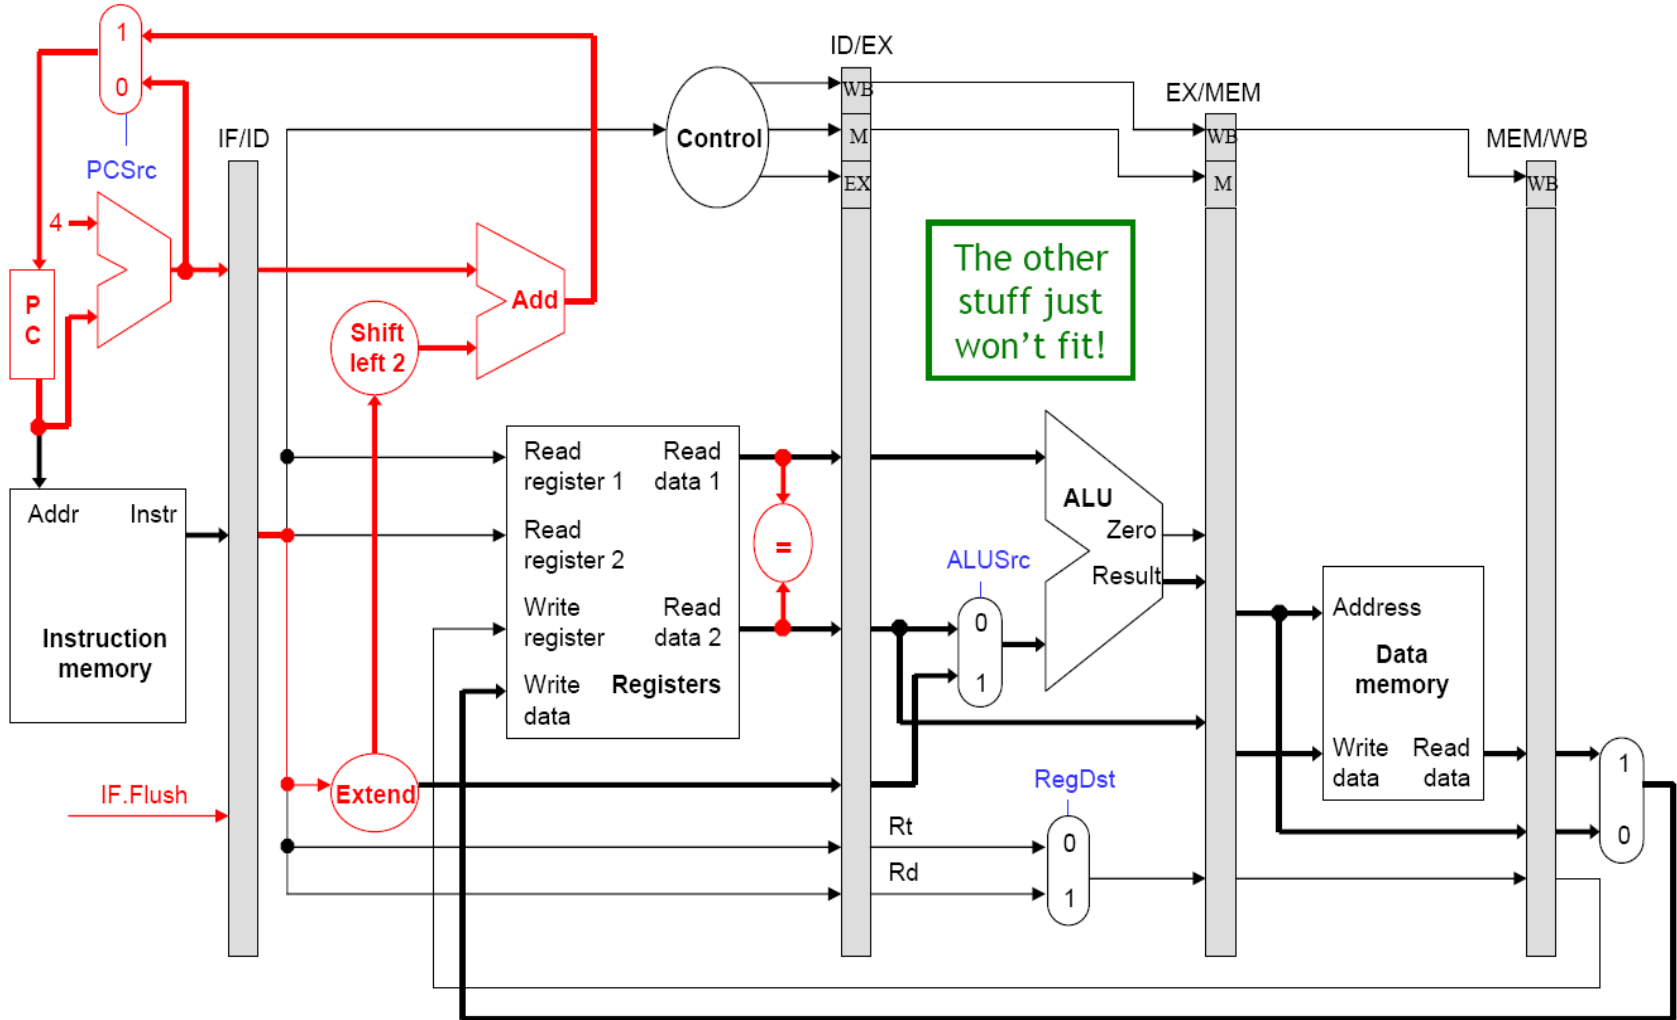 1
0
PCSrc
4
P
C
Addr
Instr
Instruction
memory
IF.Flush
IF/ID
Shift
left 2
Add
Extend
Control
Read
register 1
Read
data 1
Read
register 2
Write
register
Read
data 2
Write
data
Registers
=
ID/EX
WB
M
EX
The other
stuff just
won't fit!
ALU
Zero
Result
ALUSrc
0
1
RegDst
Rt
Rd
0
1
EX/MEM
WB
M
Address
Data
memory
Write
data
Read
data
MEM/WB
WB
1
0